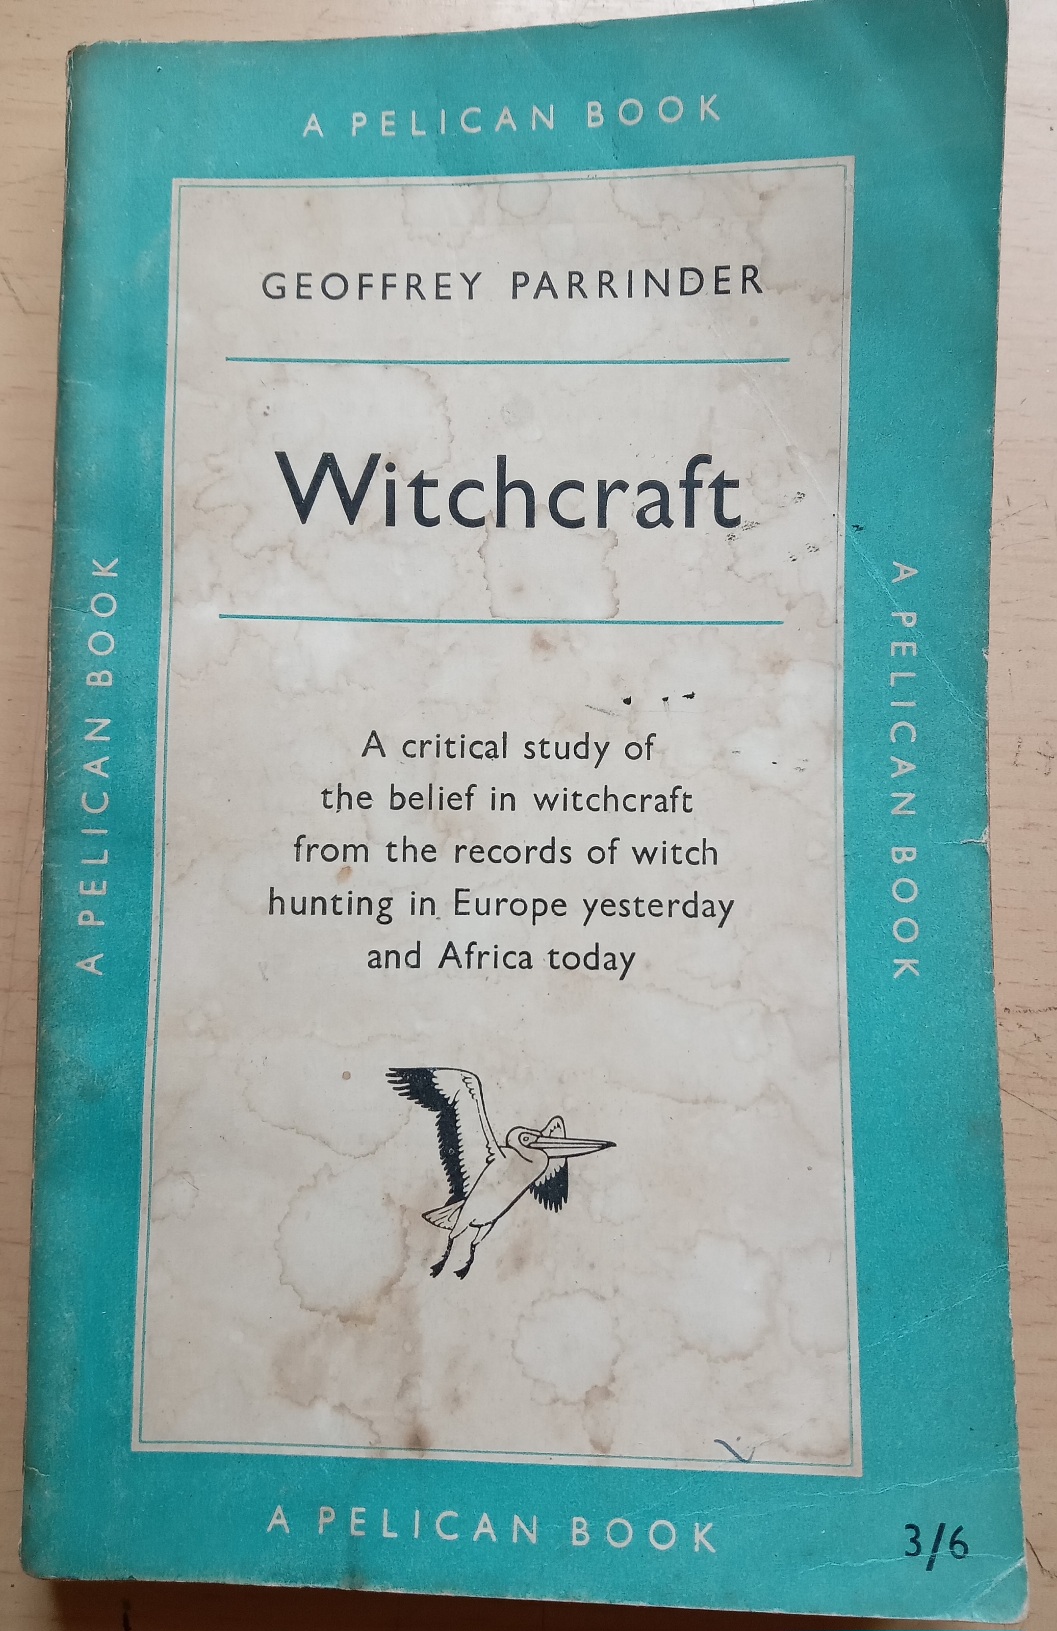 A PELICAN BOOK
GEOFFREY PARRINDER
Witchcraft
A PELICAN BOOK
A PELICAN BOOK
A critical study of
the belief in witchcraft
from the records of witch
hunting in Europe yesterday
and Africa today
A PELICAN BOOK
3/6